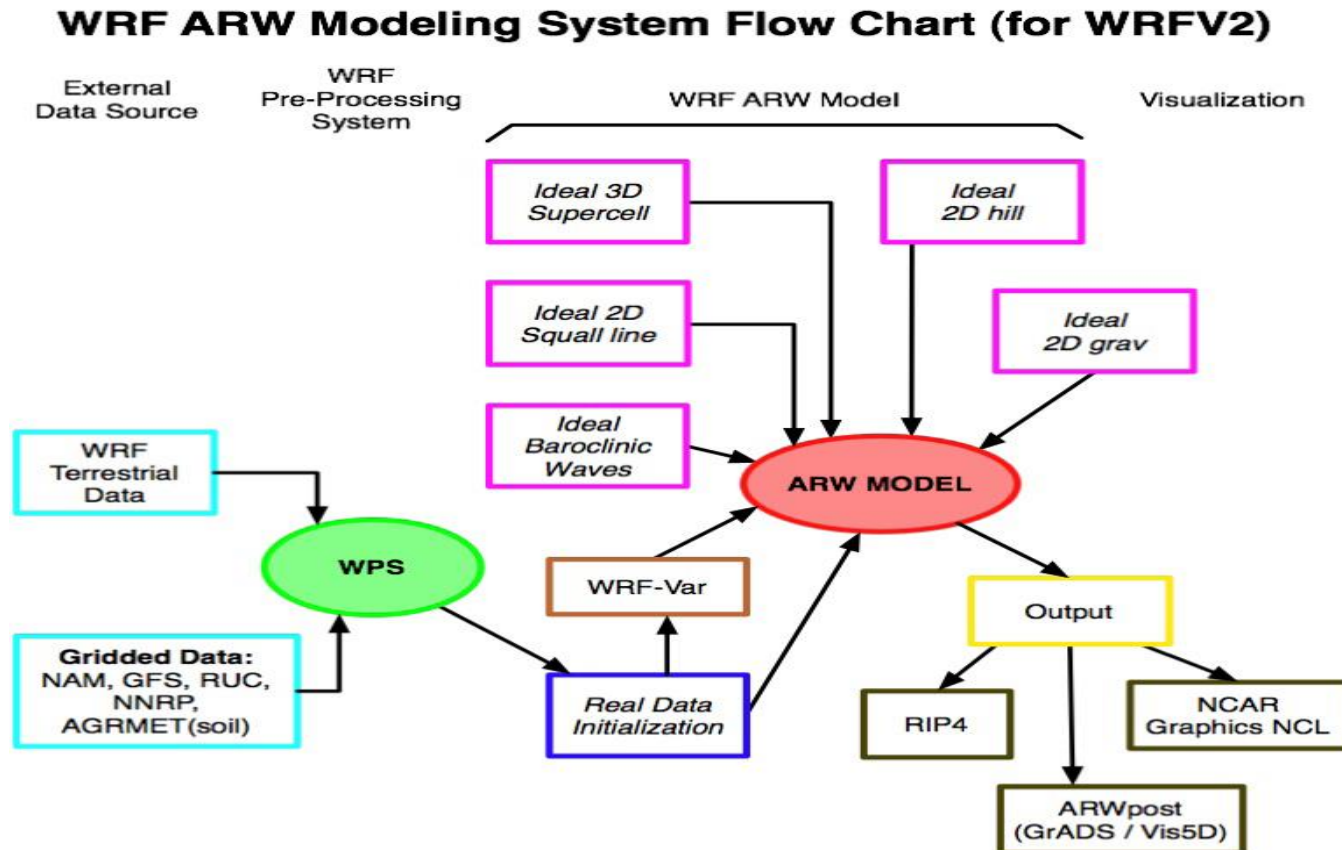 WRF ARW Modeling System Flow Chart (for WRFV2)
External
Data Source
WRF
Pre-Processing
System
WRF ARW Model
Visualization
Ideal 3D
Supercell
Ideal
2D hill
Ideal 2D
Squall line
Ideal
2D grav
Ideal
Baroclinic
Waves
WRF
Terrestrial
Data
ARW MODEL
WPS
WRF-Var
Output
Gridded Data:
NAM, GFS, RUC,
NNRP,
AGRMET(soil)
Real Data
Initialization
RIP4
NCAR
Graphics NCL
ARWpost
(GrADS / Vis5D)